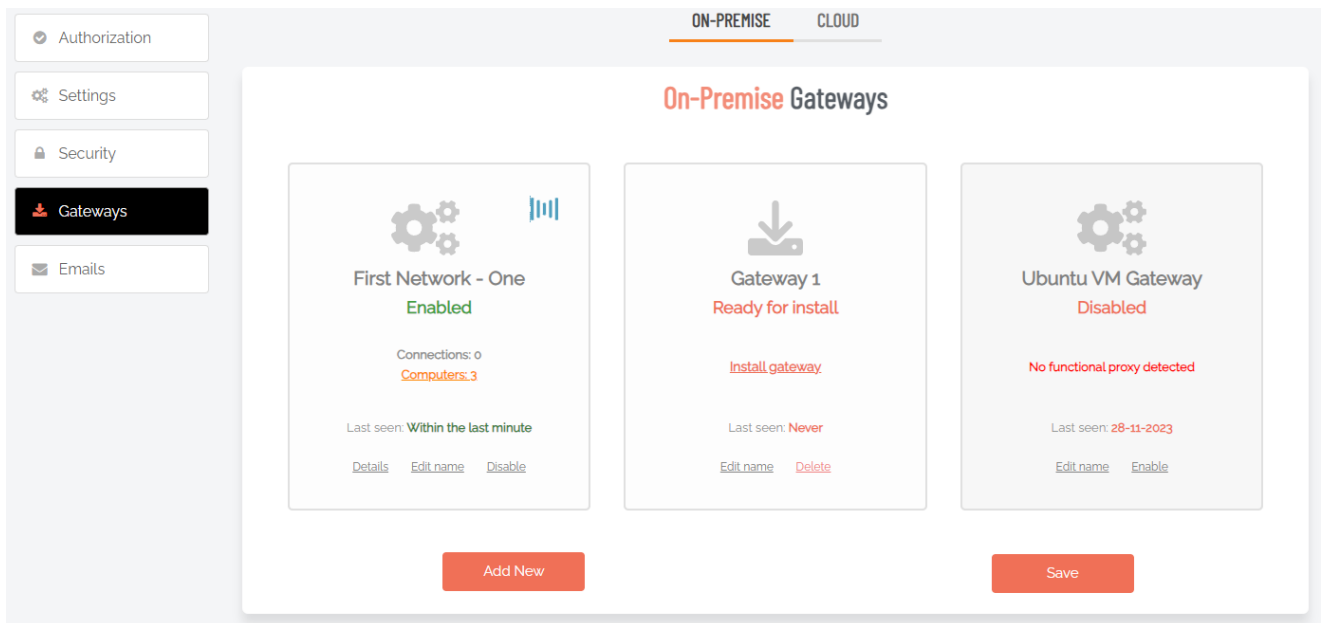 Authorization
Settings
Security
Gateways
Emails
ON-PREMISE CLOUD
On-Premise Gateways
First Network - One
Enabled
Connections: 0
Computers: 3
Last seen: Within the last minute
Details Edit name Disable
Gateway 1
Ready for install
Install gateway
Last seen: Never
Edit name Delete
Ubuntu VM Gateway
Disabled
No functional proxy detected
Last seen: 28-11-2023
Edit name Enable
Add New
Save